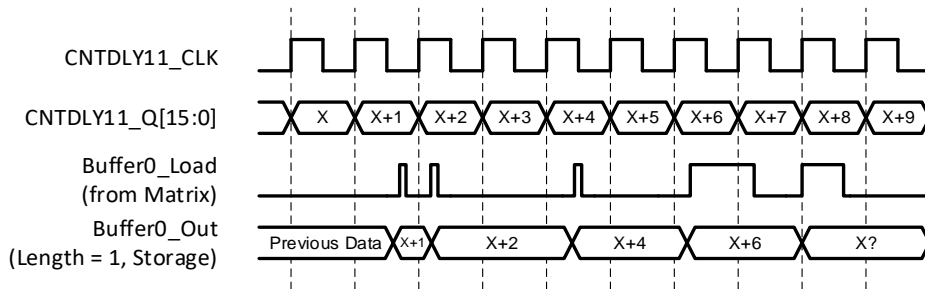 CNTDLY11_CLK
CNTDLY11_Q[15:0] X X+1 X+2 X+3 X+4 X+5 X+6 X+7 X+8 X+9
Buffer0_Load
(from Matrix)
Buffer0_Out
(Length = 1, Storage) Previous Data X+1 X+2 X+4 X+6 X?